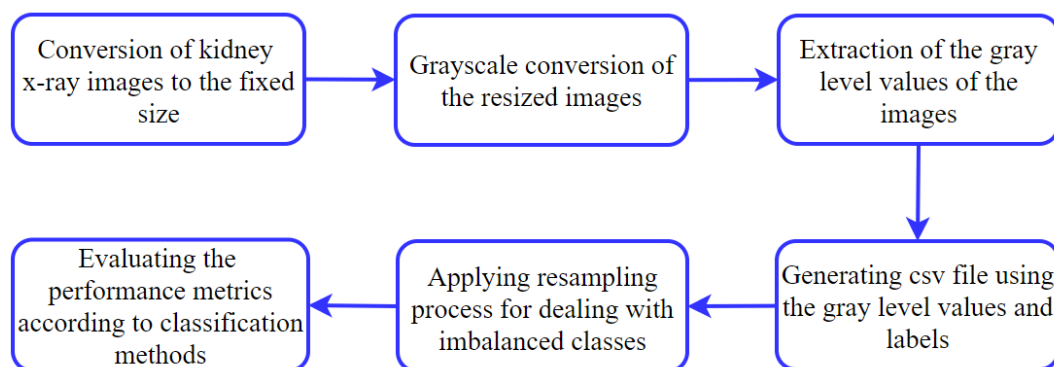 Conversion of kidney
x-ray images to the fixed
size
Grayscale conversion of
the resized images
Extraction of the gray
level values of the
images
Generating csv file using
the gray level values and
labels
Applying resampling
process for dealing with
imbalanced classes
Evaluating the
performance metrics
according to classification
methods